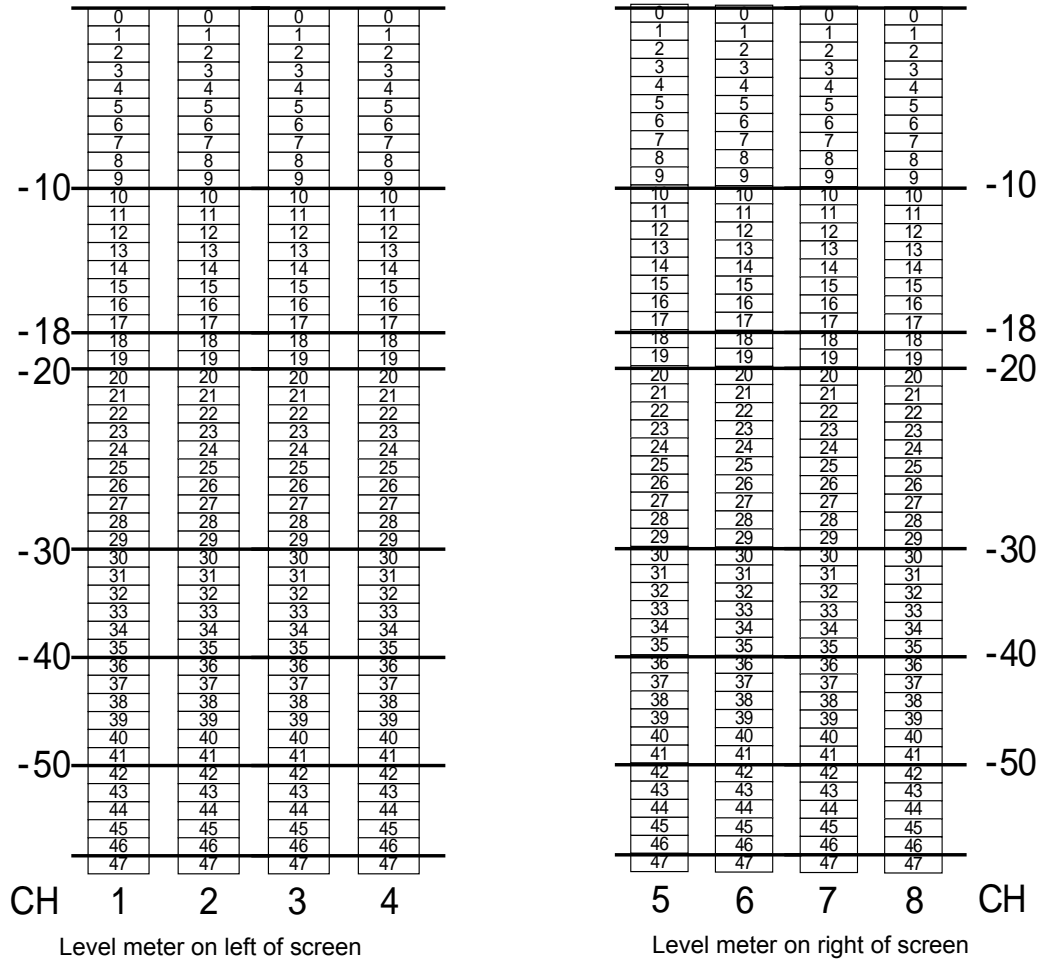 0 0 0 0 0 0 0 0
1 1 1 1 1 1 1 1
2 2 2 2 2 2 2 2
3 3 3 3 3 3 3 3
4 4 4 4 4 4 4 4
5 5 5 5 5 5 5 5
6 6 6 6 6 6 6 6
7 7 7 7 7 7 7 7
8 8 8 8 8 8 8 8
9 9 9 9 9 9 9 9
-10 -10
10 10 10 10 10 10 10 10
11 11 11 11 11 11 11 11
12 12 12 12 12 12 12 12
13 13 13 13 13 13 13 13
14 14 14 14 14 14 14 14
15 15 15 15 15 15 15 15
16 16 16 16 16 16 16 16
17 17 17 17 17 17 17 17
-18 -18
18 18 18 18 18 18 18 18
19 19 19 19 19 19 19 19
-20 -20
20 20 20 20 20 20 20 20
21 21 21 21 21 21 21 21
22 22 22 22 22 22 22 22
23 23 23 23 23 23 23 23
24 24 24 24 24 24 24 24
25 25 25 25 25 25 25 25
26 26 26 26 26 26 26 26
27 27 27 27 27 27 27 27
28 28 28 28 28 28 28 28
29 29 29 29 29 29 29 29
-30 -30
30 30 30 30 30 30 30 30
31 31 31 31 31 31 31 31
32 32 32 32 32 32 32 32
33 33 33 33 33 33 33 33
34 34 34 34 34 34 34 34
35 35 35 35 35 35 35 35
-40 -40
36 36 36 36 36 36 36 36
37 37 37 37 37 37 37 37
38 38 38 38 38 38 38 38
39 39 39 39 39 39 39 39
40 40 40 40 40 40 40 40
41 41 41 41 41 41 41 41
-50 -50
42 42 42 42 42 42 42 42
43 43 43 43 43 43 43 43
44 44 44 44 44 44 44 44
45 45 45 45 45 45 45 45
46 46 46 46 46 46 46 46
47 47 47 47 47 47 47 47
CH 1 2 3 4 5 6 7 8 CH
Level meter on left of screen
Level meter on right of screen